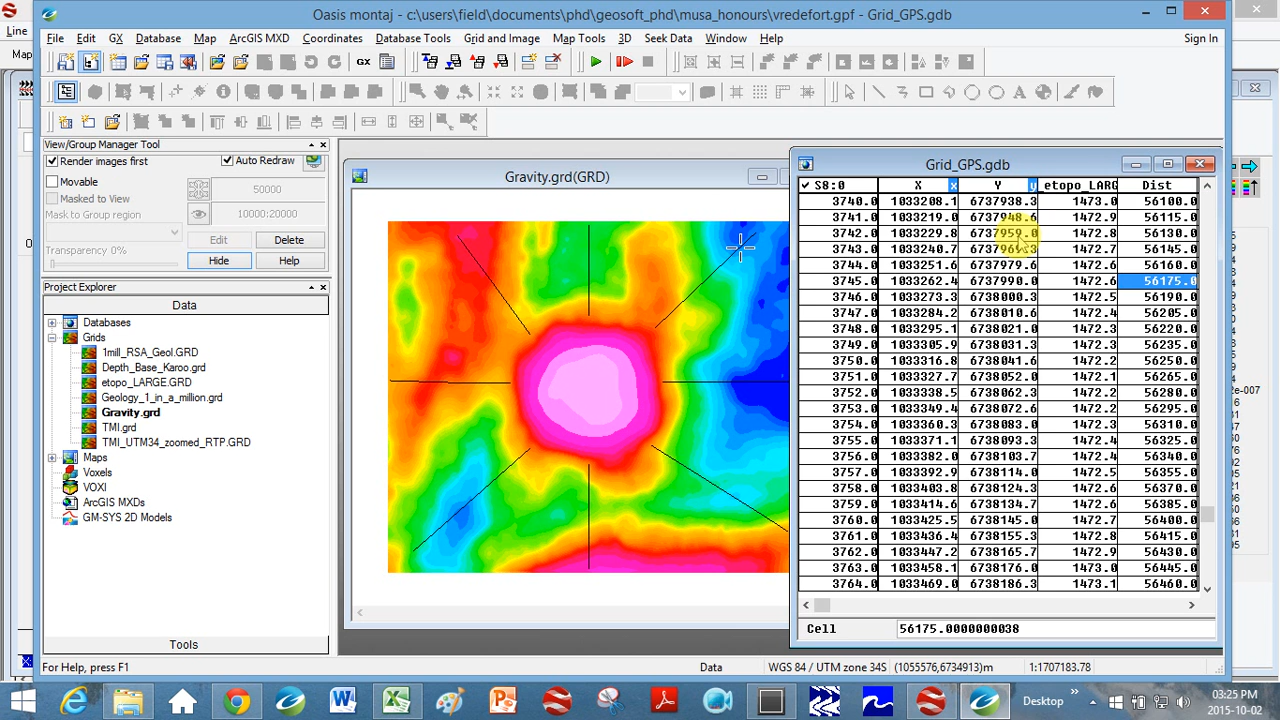 Oasis montaj - c:\users\field\documents\phd\geosoft_phd\musa_honours\vredefort.gpf - Grid_GPS.gdb
Line
File Edit GX Database Map ArcGIS MXD Coordinates Database Tools Grid and Image Map Tools 3D Seek Data Window Help Sign In
Map
GX
View/Group Manager Tool
Render images first Auto Redraw
Movable 50000
Masked to View
Mask to Group region 10000:20000
Transparency 0% Edit Delete
Hide Help
Project Explorer
Data
Databases
Grids
1mill_RSA_Geol.GRD
Depth_Base_Karoo.grd
etopo_LARGE.GRD
Geology_1_in_a_million.grd
Gravity.grd
TMI.grd
TMI_UTM34_zoomed_RTP.GRD
Maps
Voxels
VOXI
ArcGIS MXDs
GM-SYS 2D Models
Tools
Gravity.grd(GRD)
Grid_GPS.gdb
S8:0 X x Y y _etopo_LARG Dist
3740.0 1033208.1 6737938.3 1473.0 56100.0
3741.0 1033219.0 6737948.6 1472.9 56115.0
3742.0 1033229.8 6737959.0 1472.8 56130.0
3743.0 1033240.7 6737969.3 1472.7 56145.0
3744.0 1033251.6 6737979.6 1472.6 56160.0
3745.0 1033262.4 6737990.0 1472.6 56175.0
3746.0 1033273.3 6738000.3 1472.5 56190.0
3747.0 1033284.2 6738010.6 1472.4 56205.0
3748.0 1033295.1 6738021.0 1472.3 56220.0
3749.0 1033305.9 6738031.3 1472.3 56235.0
3750.0 1033316.8 6738041.6 1472.2 56250.0
3751.0 1033327.7 6738052.0 1472.1 56265.0
3752.0 1033338.5 6738062.3 1472.2 56280.0
3753.0 1033349.4 6738072.6 1472.2 56295.0
3754.0 1033360.3 6738083.0 1472.3 56310.0
3755.0 1033371.1 6738093.3 1472.4 56325.0
3756.0 1033382.0 6738103.7 1472.4 56340.0
3757.0 1033392.9 6738114.0 1472.5 56355.0
3758.0 1033403.8 6738124.3 1472.6 56370.0
3759.0 1033414.6 6738134.7 1472.6 56385.0
3760.0 1033425.5 6738145.0 1472.7 56400.0
3761.0 1033436.4 6738155.3 1472.8 56415.0
3762.0 1033447.2 6738165.7 1472.9 56430.0
3763.0 1033458.1 6738176.0 1473.0 56445.0
3764.0 1033469.0 6738186.3 1473.1 56460.0
Cell 56175.0000000038
For Help, press F1 Data WGS 84 / UTM zone 34S (1055576,6734913)m 1:1707183.78
Desktop
03:25 PM
2015-10-02